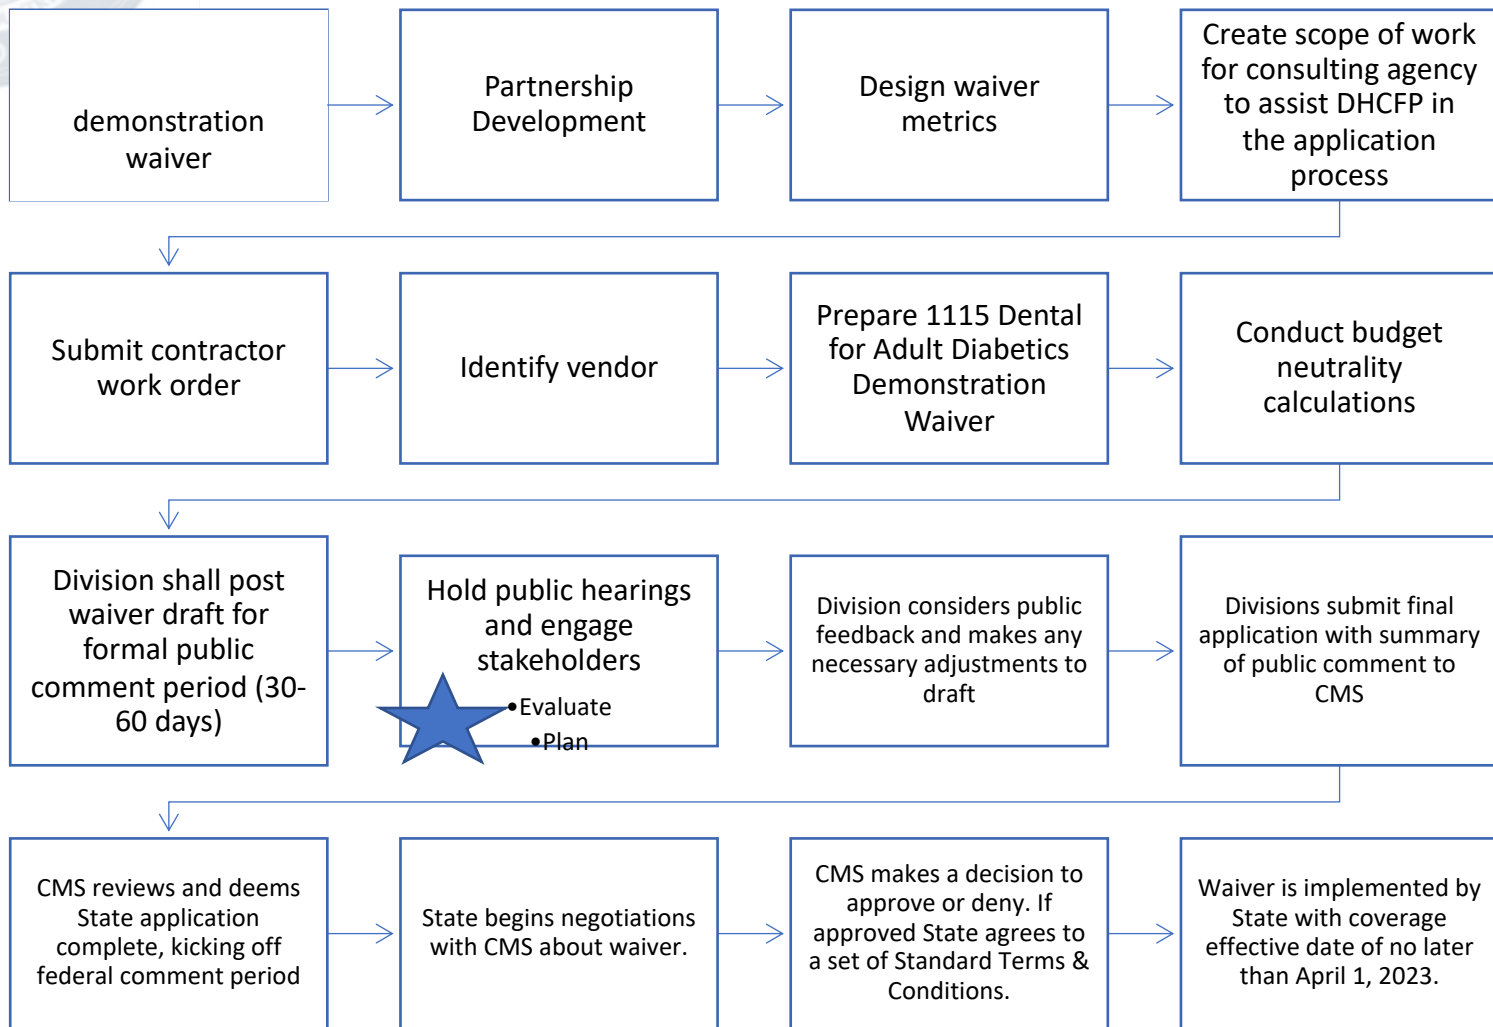 demonstration
waiver
Partnership
Development
Design waiver
metrics
Create scope of work
for consulting agency
to assist DHCFP in
the application
process
Submit contractor
work order
Identify vendor
Prepare 1115 Dental
for Adult Diabetics
Demonstration
Waiver
Conduct budget
neutrality
calculations
Division shall post
waiver draft for
formal public
comment period (30-
60 days)
Hold public hearings
and engage
stakeholders
•Evaluate
•Plan
Division considers public
feedback and makes any
necessary adjustments to
draft
Divisions submit final
application with summary
of public comment to
CMS
CMS reviews and deems
State application
complete, kicking off
federal comment period
State begins negotiations
with CMS about waiver.
CMS makes a decision to
approve or deny. If
approved State agrees to
a set of Standard Terms &
Conditions.
Waiver is implemented by
State with coverage
effective date of no later
than April 1, 2023.